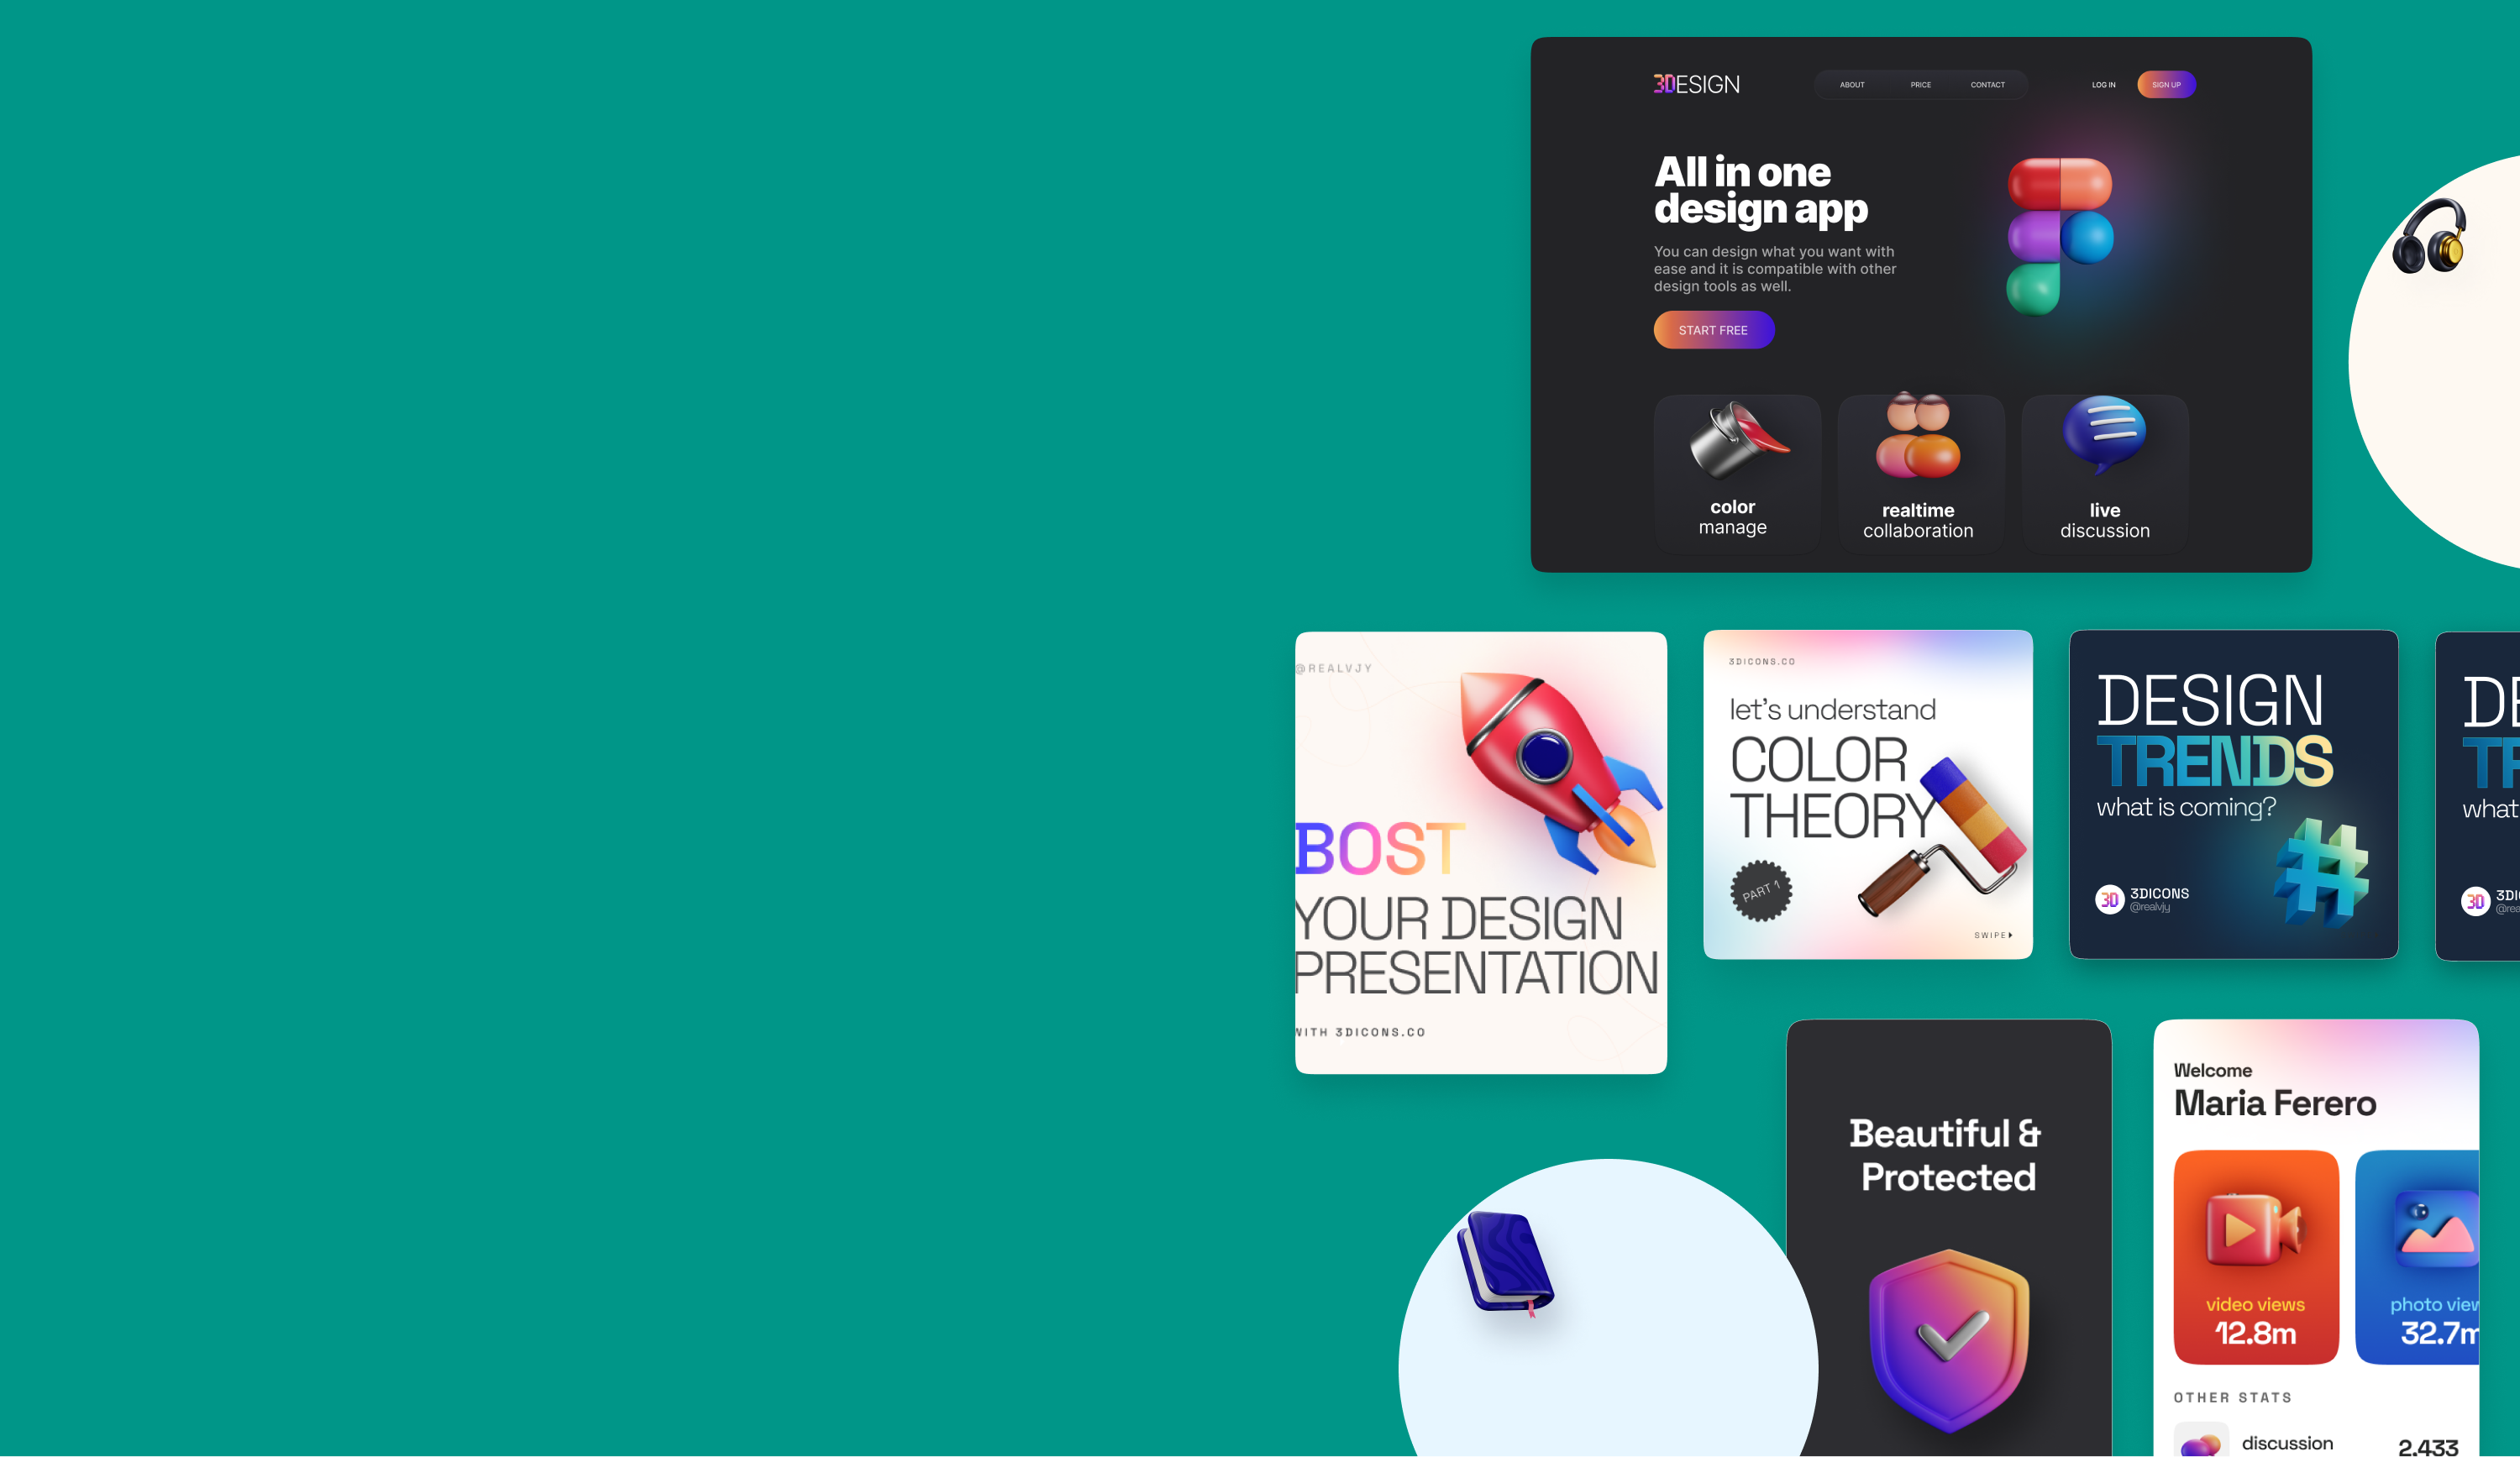 3DESIGN
ABOUT PRICE CONTACT
LOG IN
SIGN UP
All in one
design app
You can design what you want with
ease and it is compatible with other
design tools as well.
START FREE
color
manage
realtime
collaboration
live
discussion
@REALVJY
BOST
YOUR DESIGN
PRESENTATION
WITH 3DICONS.CO
3DICONS.CO
let's understand
COLOR
THEORY
PART 1
SWIPE
DESIGN
TRENDS
what is coming?
3D
3DICONS
@realvjy
what
3D
Beautiful &
Protected
Welcome
Maria Ferero
video views
12.8m
photo view
32.7m
OTHER STATS
discussion
2,433